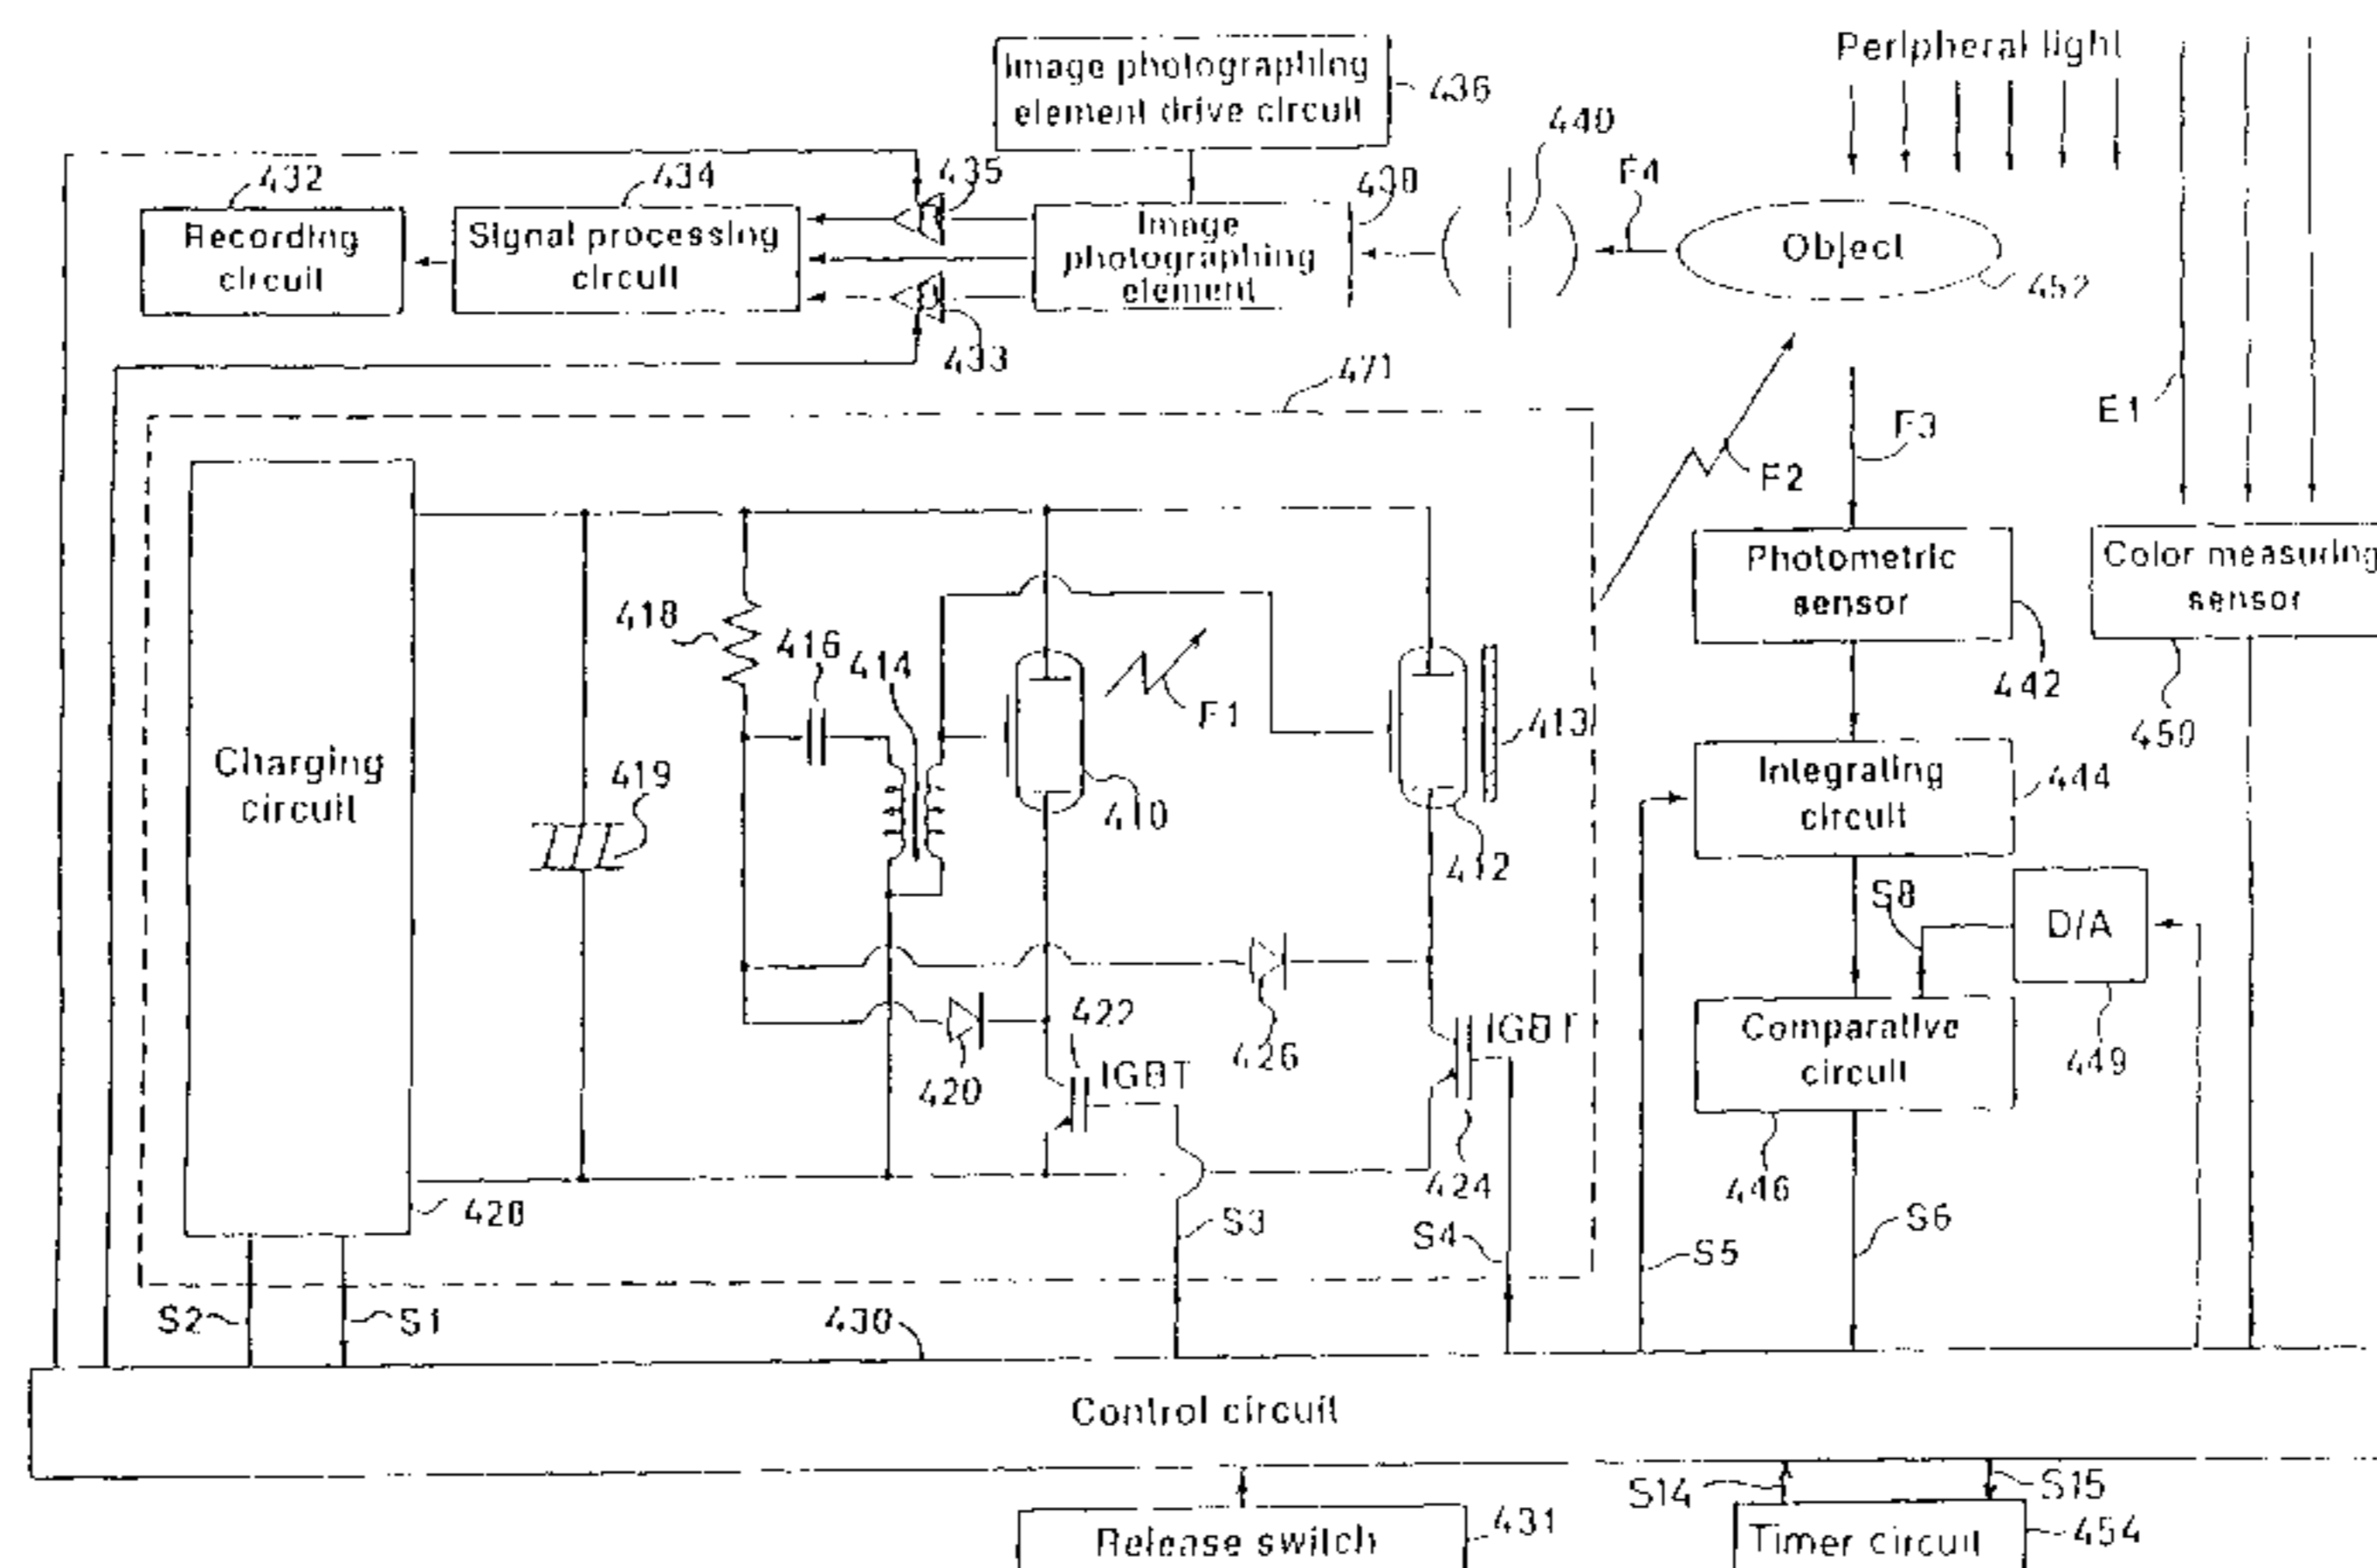 Image photographing
element drive circuit
436
Peripheral light
440
432
434
435
438
F4
Recording
circuit
Signal processing
circuit
Image
photographing
element
Object
452
433
471
E1
F3
F2
Photometric
sensor
442
Color measuring
sensor
450
418
416
414
F1
413
Charging
circuit
419
410
412
Integrating
circuit
444
S8
D/A
449
422
IGBT
420
426
IGBT
424
Comparative
circuit
446
428
S3
S4
S5
S6
S2
S1
430
Control circuit
S14
S15
Release switch
431
Timer circuit
454